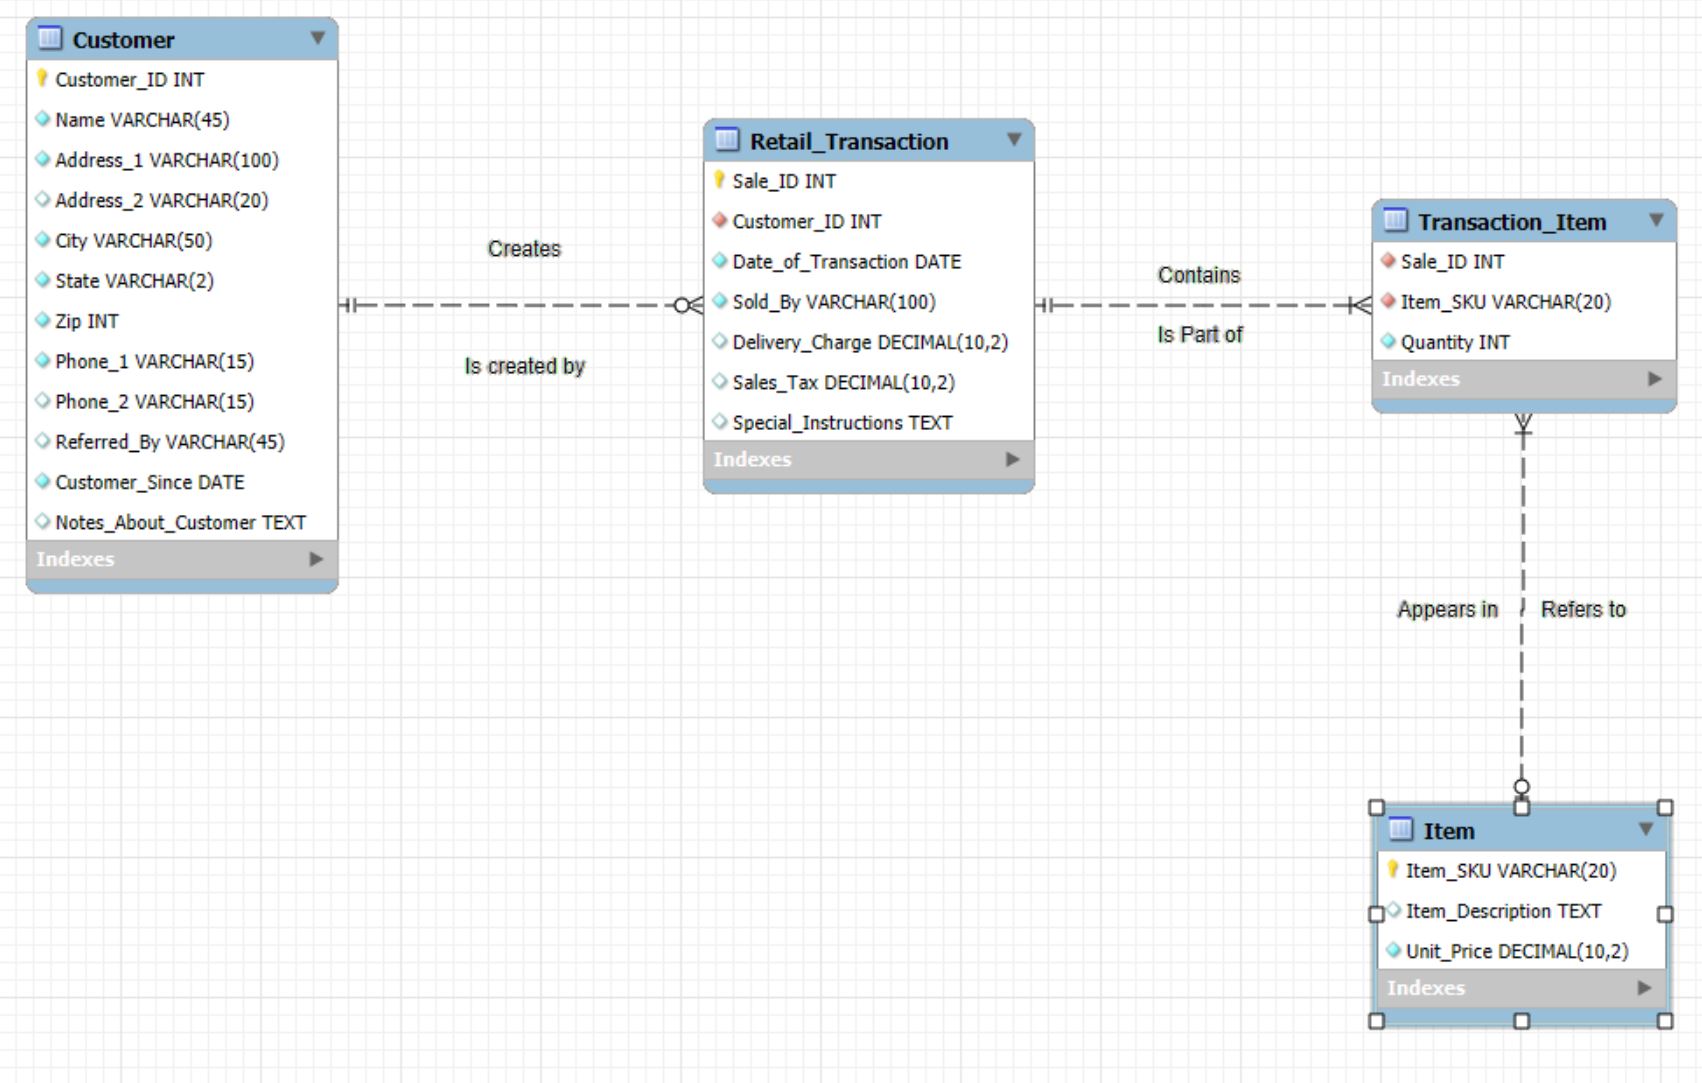 Customer
Customer_ID INT
Name VARCHAR(45)
Address_1 VARCHAR(100)
Address_2 VARCHAR(20)
City VARCHAR(50)
State VARCHAR(2)
Zip INT
Phone_1 VARCHAR(15)
Phone_2 VARCHAR(15)
Referred_By VARCHAR(45)
Customer_Since DATE
Notes_About_Customer TEXT
Indexes
Creates
Is created by
Retail_Transaction
Sale_ID INT
Customer_ID INT
Date_of_Transaction DATE
Sold_By VARCHAR(100)
Delivery_Charge DECIMAL(10,2)
Sales_Tax DECIMAL(10,2)
Special_Instructions TEXT
Indexes
Contains
Is Part of
Transaction_Item
Sale_ID INT
Item_SKU VARCHAR(20)
Quantity INT
Indexes
Appears in
Refers to
Item
Item_SKU VARCHAR(20)
Item_Description TEXT
Unit_Price DECIMAL(10,2)
Indexes